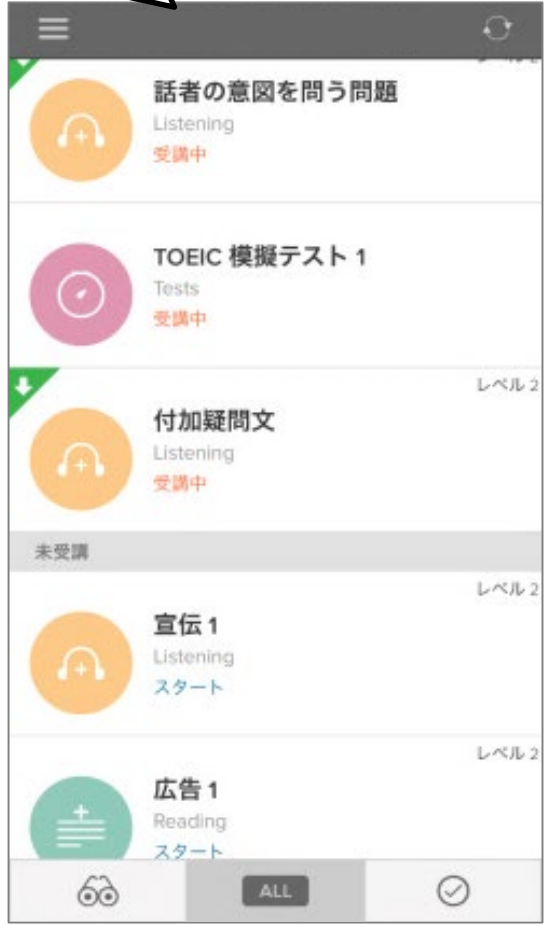 話者の意図を問う問題
Listening
受講中
TOEIC 模擬テスト 1
Tests
受講中
レベル 2
付加疑問文
Listening
受講中
未受講
レベル 2
宣伝 1
Listening
スタート
レベル 2
広告 1
Reading
スタート
ALL